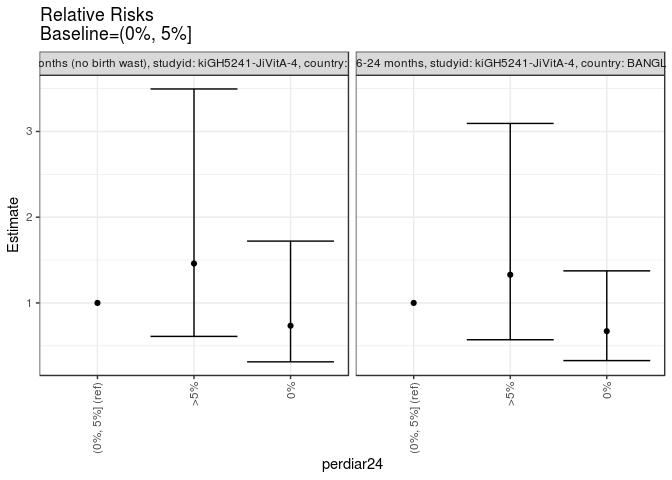 Relative Risks
Baseline=(0%, 5%]
onths (no birth wast), studyid: kiGH5241-JiVitA-4, country:
6-24 months, studyid: kiGH5241-JiVitA-4, country: BANGL
Estimate
3
2
1
(0%, 5%] (ref)
>5%
0%
(0%, 5%] (ref)
>5%
0%
perdiar24